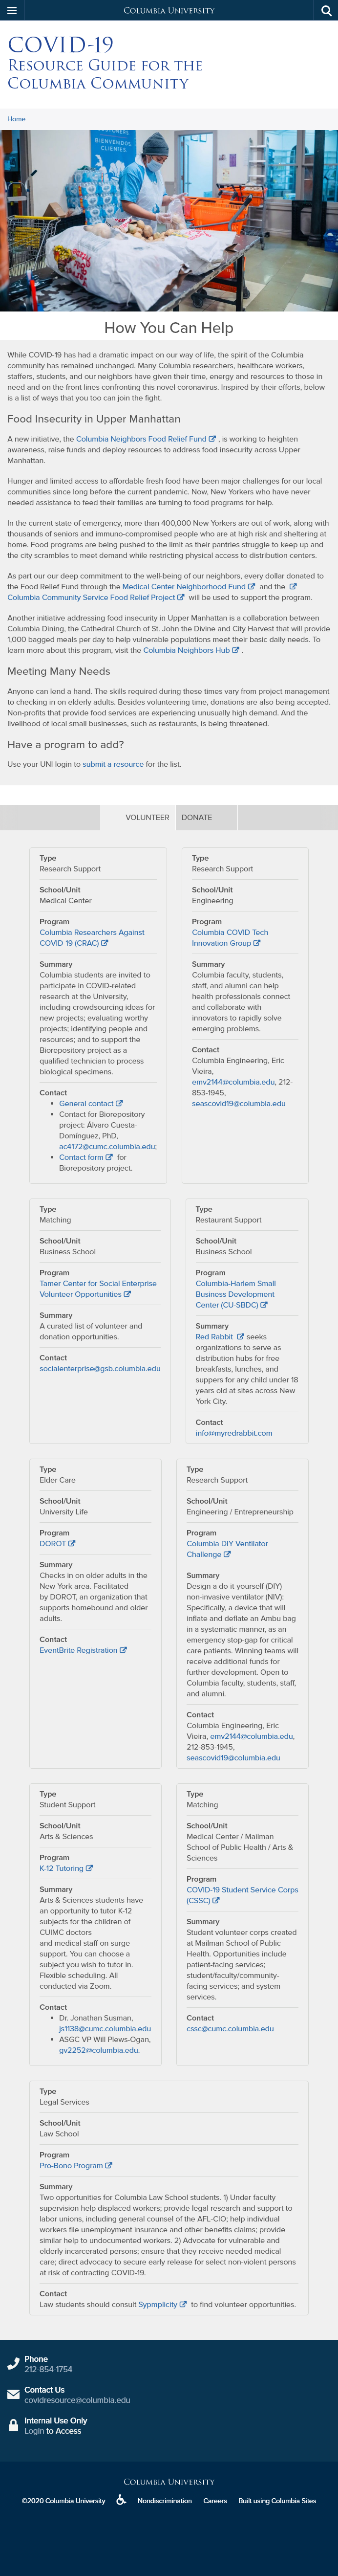 Columbia University
COVID-19
Resource Guide for the
Columbia Community
Home
BIENVENIDOS
CLIENTES
How You Can Help
While COVID-19 has had a dramatic impact on our way of life, the spirit of the Columbia
community has remained unchanged. Many Columbia researchers, healthcare workers,
staffers, students, and our neighbors have given their time, energy and resources to those in
need and on the front lines confronting this novel coronavirus. Inspired by their efforts, below
is a list of ways that you too can join the fight.
Food Insecurity in Upper Manhattan
A new initiative, the Columbia Neighbors Food Relief Fund , is working to heighten
awareness, raise funds and deploy resources to address food insecurity across Upper
Manhattan.
Hunger and limited access to affordable fresh food have been major challenges for our local
communities since long before the current pandemic. Now, New Yorkers who have never
needed assistance to feed their families are turning to food programs for help.
In the current state of emergency, more than 400,000 New Yorkers are out of work, along with
thousands of seniors and immuno-compromised people who are at risk and sheltering at
home. Food programs are being pushed to the limit as their pantries struggle to keep up and
the city scrambles to meet demand while restricting physical access to distribution centers.
As part our our deep commitment to the well-being of our neighbors, every dollar donated to
the Food Relief Fund through the Medical Center Neighborhood Fund and the
Columbia Community Service Food Relief Project will be used to support the program.
Another initiative addressing food insecurity in Upper Manhattan is a collaboration between
Columbia Dining, the Cathedral Church of St. John the Divine and City Harvest that will provide
1,000 bagged meals per day to help vulnerable populations meet their basic daily needs. To
learn more about this program, visit the Columbia Neighbors Hub .
Meeting Many Needs
Anyone can lend a hand. The skills required during these times vary from project management
to checking in on elderly adults. Besides volunteering time, donations are also being accepted.
Non-profits that provide food services are experiencing unusually high demand. And the
livelihood of local small businesses, such as restaurants, is being threatened.
Have a program to add?
Use your UNI login to submit a resource for the list.
VOLUNTEER DONATE
Type
Research Support
School/Unit
Medical Center
Program
Columbia Researchers Against
COVID-19 (CRAC)
Summary
Columbia students are invited to
participate in COVID-related
research at the University,
including crowdsourcing ideas for
new projects; evaluating worthy
projects; identifying people and
resources; and to support the
Biorepository project as a
qualified technician to process
biological specimens.
Contact
• General contact
• Contact for Biorepository
project: Álvaro Cuesta-
Domínguez, PhD,
ac4172@cumc.columbia.edu;
• Contact form for
Biorepository project.
Type
Research Support
School/Unit
Engineering
Program
Columbia COVID Tech
Innovation Group
Summary
Columbia faculty, students,
staff, and alumni can help
health professionals connect
and collaborate with
innovators to rapidly solve
emerging problems.
Contact
Columbia Engineering, Eric
Vieira,
emv2144@columbia.edu, 212-
853-1945,
seascovid19@columbia.edu
Type
Matching
School/Unit
Business School
Program
Tamer Center for Social Enterprise
Volunteer Opportunities
Summary
A curated list of volunteer and
donation opportunities.
Contact
socialenterprise@gsb.columbia.edu
Type
Restaurant Support
School/Unit
Business School
Program
Columbia-Harlem Small
Business Development
Center (CU-SBDC)
Summary
Red Rabbit seeks
organizations to serve as
distribution hubs for free
breakfasts, lunches, and
suppers for any child under 18
years old at sites across New
York City.
Contact
info@myredrabbit.com
Type
Elder Care
School/Unit
University Life
Program
DOROT
Summary
Checks in on older adults in the
New York area. Facilitated
by DOROT, an organization that
supports homebound and older
adults.
Contact
EventBrite Registration
Type
Research Support
School/Unit
Engineering / Entrepreneurship
Program
Columbia DIY Ventilator
Challenge
Summary
Design a do-it-yourself (DIY)
non-invasive ventilator (NIV):
Specifically, a device that will
inflate and deflate an Ambu bag
in a systematic manner, as an
emergency stop-gap for critical
care patients. Winning teams will
receive additional funds for
further development. Open to
Columbia faculty, students, staff,
and alumni.
Contact
Columbia Engineering, Eric
Vieira, emv2144@columbia.edu,
212-853-1945,
seascovid19@columbia.edu
Type
Student Support
School/Unit
Arts & Sciences
Program
K-12 Tutoring
Summary
Arts & Sciences students have
an opportunity to tutor K-12
subjects for the children of
CUIMC doctors
and medical staff on surge
support. You can choose a
subject you wish to tutor in.
Flexible scheduling. All
conducted via Zoom.
Contact
• Dr. Jonathan Susman,
js1138@cumc.columbia.edu
• ASGC VP Will Plews-Ogan,
gv2252@columbia.edu.
Type
Matching
School/Unit
Medical Center / Mailman
School of Public Health / Arts &
Sciences
Program
COVID-19 Student Service Corps
(CSSC)
Summary
Student volunteer corps created
at Mailman School of Public
Health. Opportunities include
patient-facing services;
student/faculty/community-
facing services; and system
services.
Contact
cssc@cumc.columbia.edu
Type
Legal Services
School/Unit
Law School
Program
Pro-Bono Program
Summary
Two opportunities for Columbia Law School students. 1) Under faculty
supervision help displaced workers; provide legal research and support to
labor unions, including general counsel of the AFL-CIO; help individual
workers file unemployment insurance and other benefits claims; provide
similar help to undocumented workers. 2) Advocate for vulnerable and
elderly incarcerated persons; ensure that they receive needed medical
care; direct advocacy to secure early release for select non-violent persons
at risk of contracting COVID-19.
Contact
Law students should consult Sypmplicity to find volunteer opportunities.
Phone
212-854-1754
Contact Us
covidresource@columbia.edu
Internal Use Only
Login to Access
Columbia University
©2020 Columbia University Nondiscrimination Careers Built using Columbia Sites